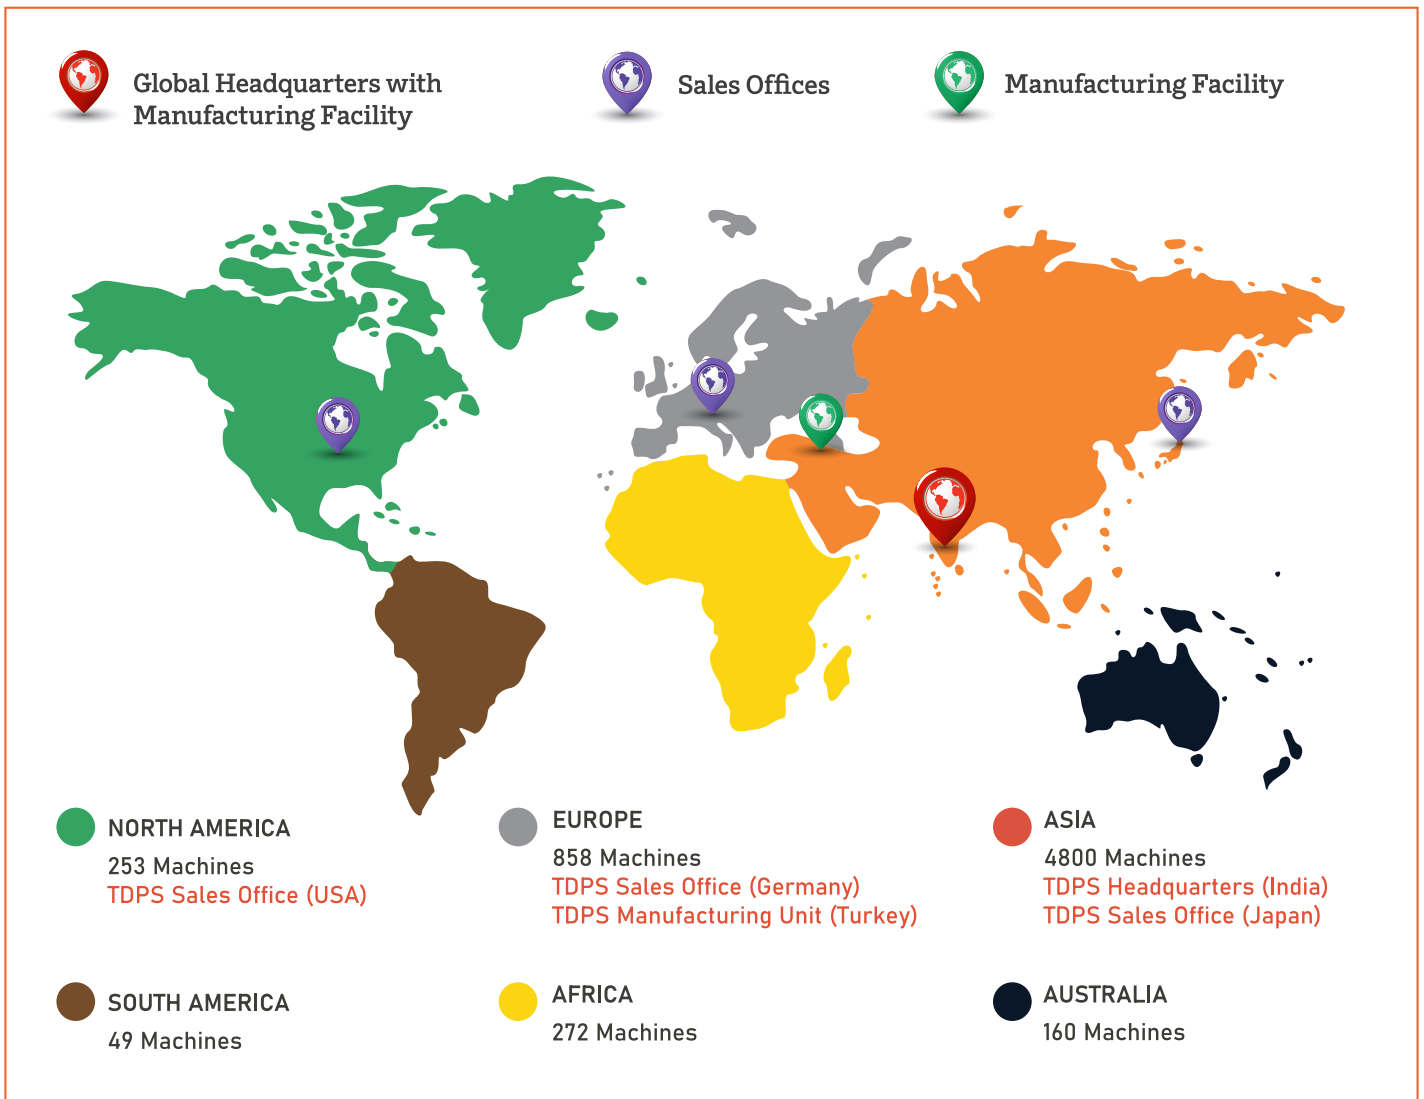 Global Headquarters with
Manufacturing Facility
Sales Offices
Manufacturing Facility
NORTH AMERICA
253 Machines
TDPS Sales Office (USA)
EUROPE
858 Machines
TDPS Sales Office (Germany)
TDPS Manufacturing Unit (Turkey)
ASIA
4800 Machines
TDPS Headquarters (India)
TDPS Sales Office (Japan)
SOUTH AMERICA
49 Machines
AFRICA
272 Machines
AUSTRALIA
160 Machines